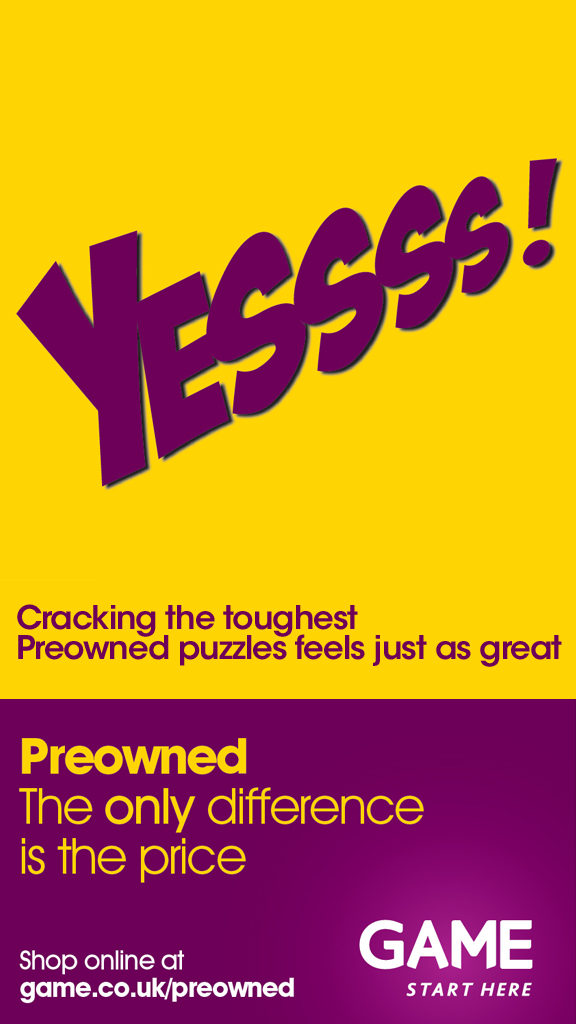 YESSSS!
Cracking the toughest
Preowned puzzles feels just as great
Preowned
The only difference
is the price
Shop online at
game.co.uk/preowned
GAME
START HERE